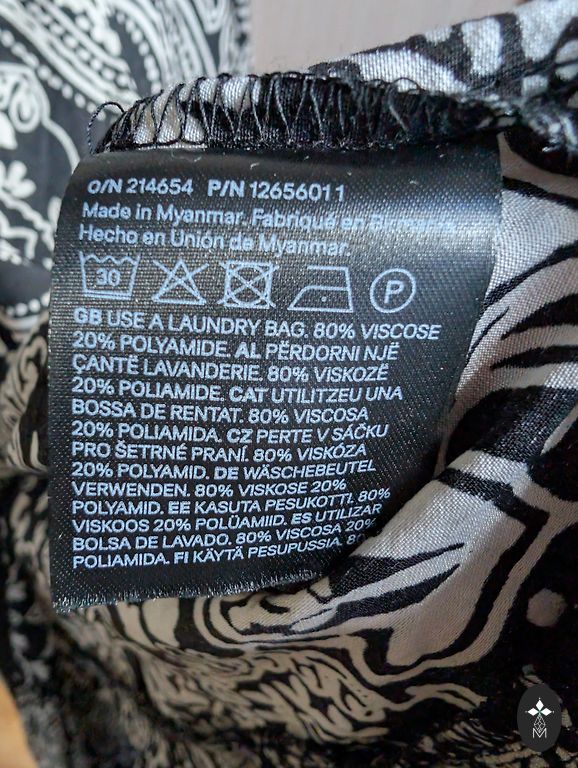 O/N 214654 P/N 12656011
Made in Myanmar. Fabriqué en
Hecho en Unión de Myanmar.
30 P
GB USE A LAUNDRY BAG. 80% VISCOSE
20% POLYAMIDE. AL PËRDORNI NJË
ÇANTË LAVANDERIE. 80% VISKOZË
20% POLIAMIDE. CAT UTILITZEU UNA
BOSSA DE RENTAT. 80% VISCOSA
20% POLIAMIDA. CZ PERTE V SÁČKU
PRO ŠETRNÉ PRANÍ. 80% VISKÓZA
20% POLYAMID. DE WÄSCHEBEUTEL
VERWENDEN. 80% VISKOSE 20%
POLYAMID. EE KASUTA PESUKOTTI. 80%
VISKOOS 20% POLÜAMIID. ES UTILIZAR
BOLSA DE LAVADO. 80% VISCOSA 20%
POLIAMIDA. FI KÄYTÄ PESUPUSSIA.
M